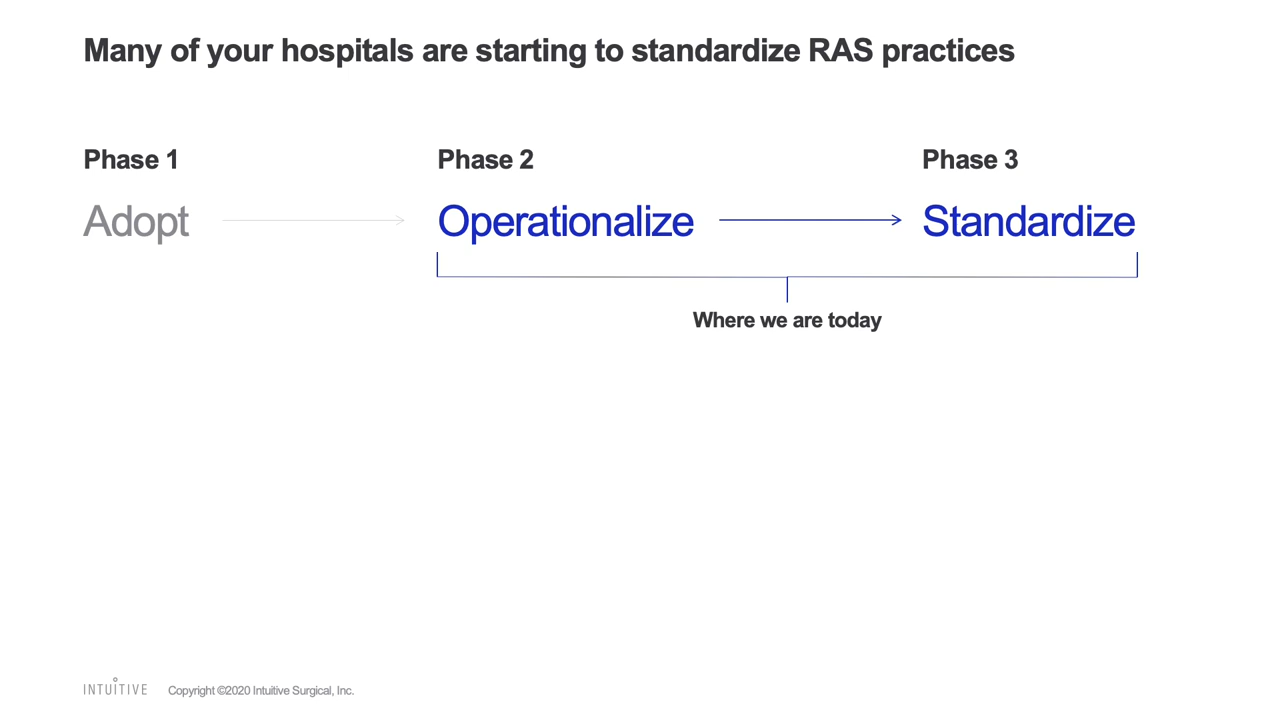 Many of your hospitals are starting to standardize RAS practices
Phase 1
Phase 2
Phase 3
Adopt
Operationalize
Standardize
Where we are today
INTUITIVE
Copyright ©2020 Intuitive Surgical, Inc.